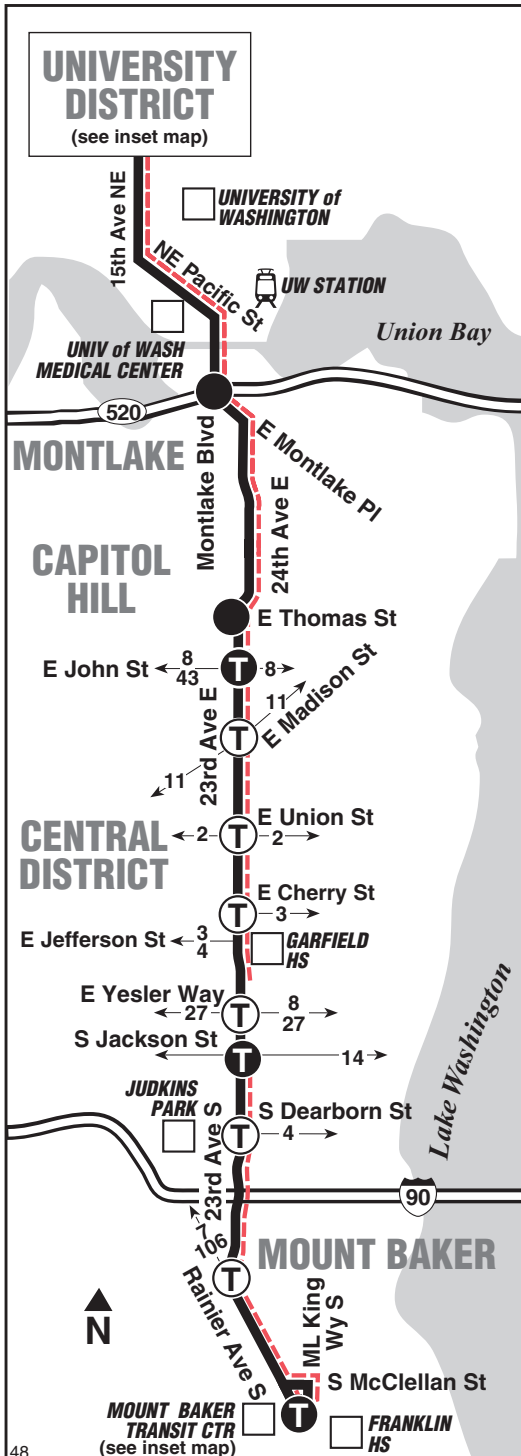 UNIVERSITY
DISTRICT
(see inset map)
15th Ave NE
UNIVERSITY of
WASHINGTON
NE Pacific St
UW STATION
Union Bay
UNIV of WASH
MEDICAL CENTER
520
MONTLAKE
Montlake Blvd
E Montlake Pl
24th Ave E
CAPITOL
HILL
E Thomas St
E John St
8
43
T
8
23rd Ave E
E Madison St
11
T
11
CENTRAL
DISTRICT
E Union St
2
T
2
E Cherry St
T
3
E Jefferson St
3
4
GARFIELD
HS
E Yesler Way
27
T
8
27
S Jackson St
T
14
Lake Washington
JUDKINS
PARK
23rd Ave S
S Dearborn St
T
4
90
7
106
MOUNT BAKER
T
Rainier Ave S
ML King
Wy S
N
S McClellan St
MOUNT BAKER
TRANSIT CTR
(see inset map)
T
FRANKLIN
HS
48